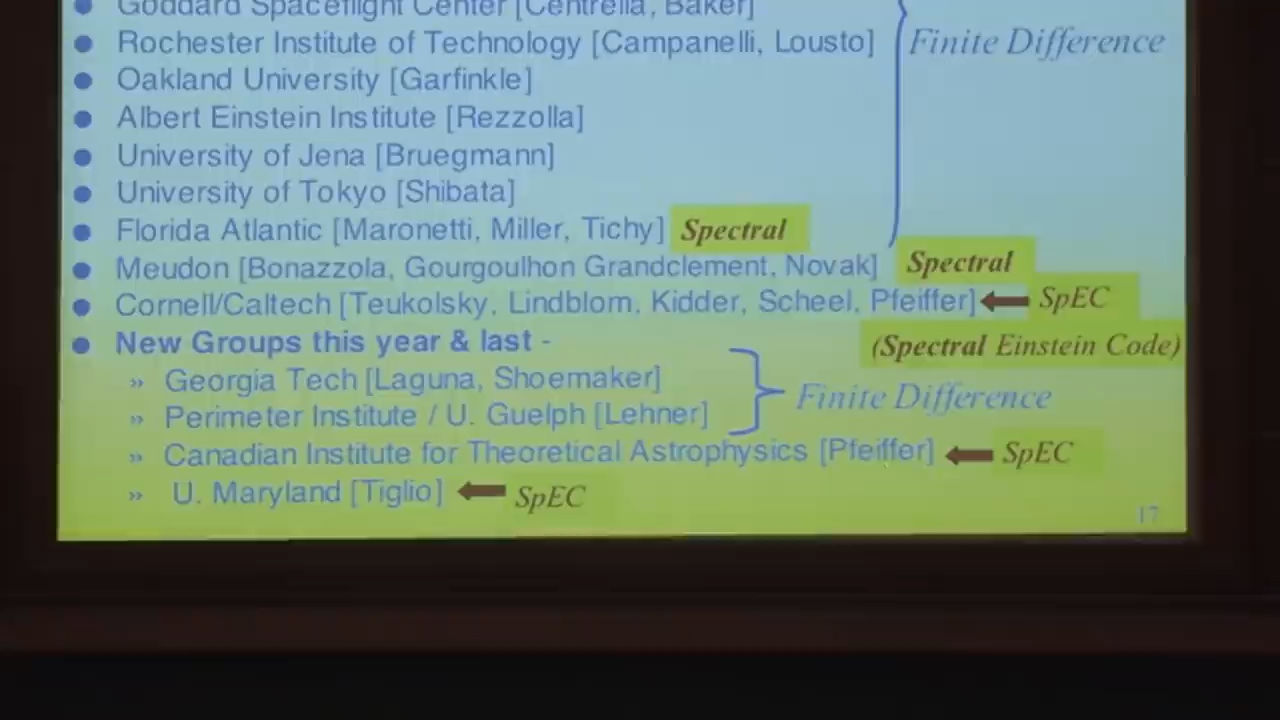 Goddard Spaceflight Center [Centrella, Baker]
Rochester Institute of Technology [Campanelli, Lousto] Finite Difference
Oakland University [Garfinkle]
Albert Einstein Institute [Rezzolla]
University of Jena [Bruegmann]
University of Tokyo [Shibata]
Florida Atlantic [Maronetti, Miller, Tichy] Spectral
Meudon [Bonazzola, Gourgoulhon Grandclement, Novak] Spectral
Cornell/Caltech [Teukolsky, Lindblom, Kidder, Scheel, Pfeiffer] SpEC
New Groups this year & last - (Spectral Einstein Code)
» Georgia Tech [Laguna, Shoemaker]
» Perimeter Institute / U. Guelph [Lehner] Finite Difference
» Canadian Institute for Theoretical Astrophysics [Pfeiffer] SpEC
» U. Maryland [Tiglio] SpEC
17